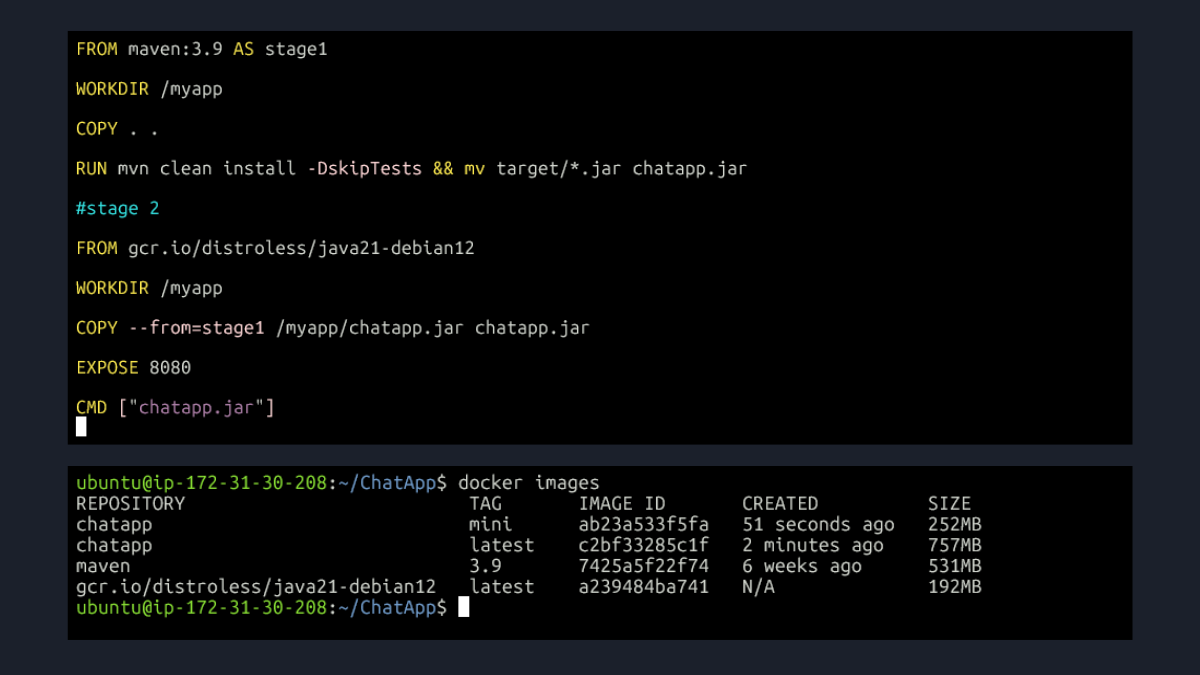 FROM maven:3.9 AS stage1
WORKDIR /myapp
COPY . .
RUN mvn clean install -DskipTests && mv target/*.jar chatapp.jar
#stage 2
FROM gcr.io/distroless/java21-debian12
WORKDIR /myapp
COPY --from=stage1 /myapp/chatapp.jar chatapp.jar
EXPOSE 8080
CMD ["chatapp.jar"]
ubuntu@ip-172-31-30-208:~/ChatApp$ docker images
REPOSITORY TAG IMAGE ID CREATED SIZE
chatapp mini ab23a533f5fa 51 seconds ago 252MB
chatapp latest c2bf33285c1f 2 minutes ago 757MB
maven 3.9 7425a5f22f74 6 weeks ago 531MB
gcr.io/distroless/java21-debian12 latest a239484ba741 N/A 192MB
ubuntu@ip-172-31-30-208:~/ChatApp$